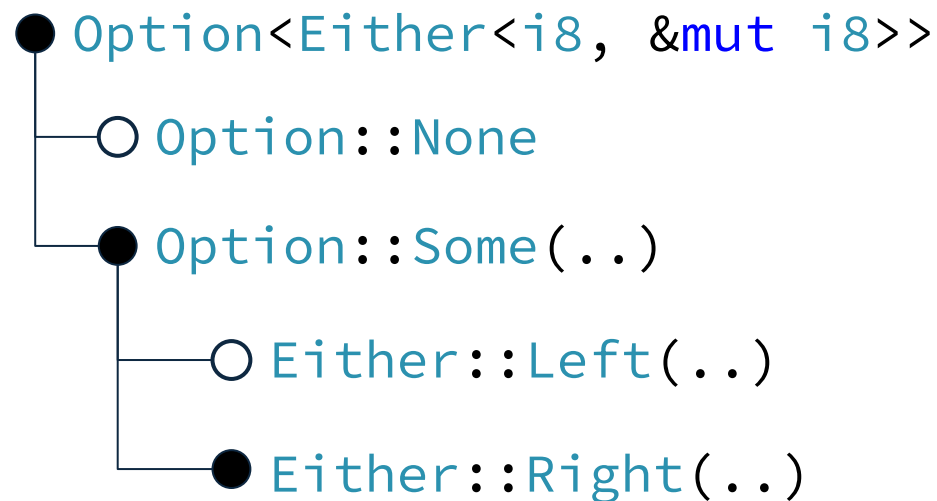 Option<Either<i8, &mut i8>>
Option::None
Option::Some(..)
Either::Left(..)
Either::Right(..)